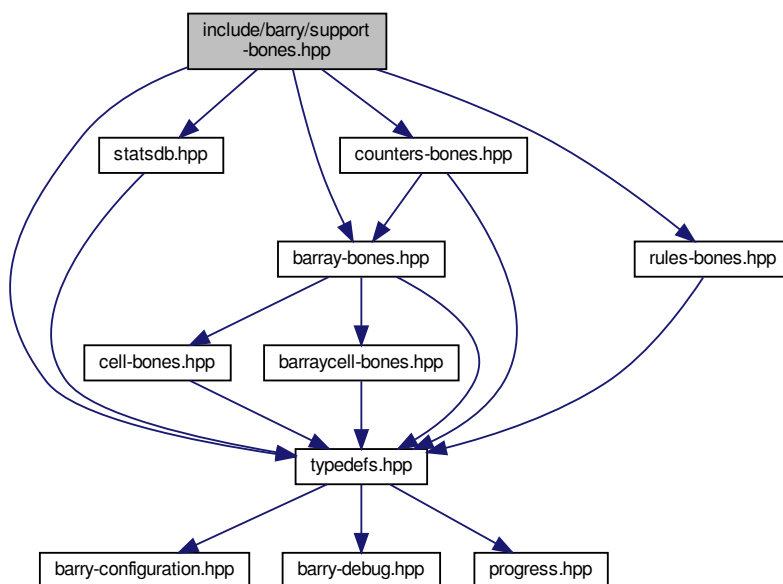 include/barry/support
-bones.hpp
statsdb.hpp
counters-bones.hpp
barray-bones.hpp
rules-bones.hpp
cell-bones.hpp
barraycell-bones.hpp
typedefs.hpp
barry-configuration.hpp
barry-debug.hpp
progress.hpp